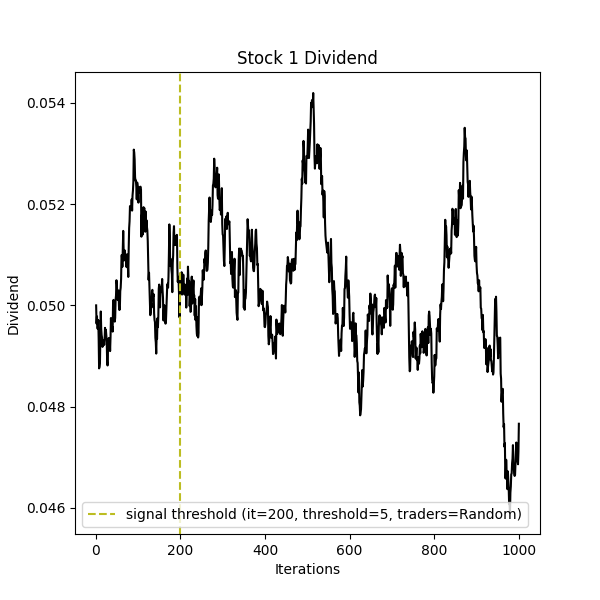 Stock 1 Dividend
0.054
0.052
0.050
0.048
0.046
Dividend
signal threshold (it=200, threshold=5, traders=Random)
0 200 400 600 800 1000
Iterations